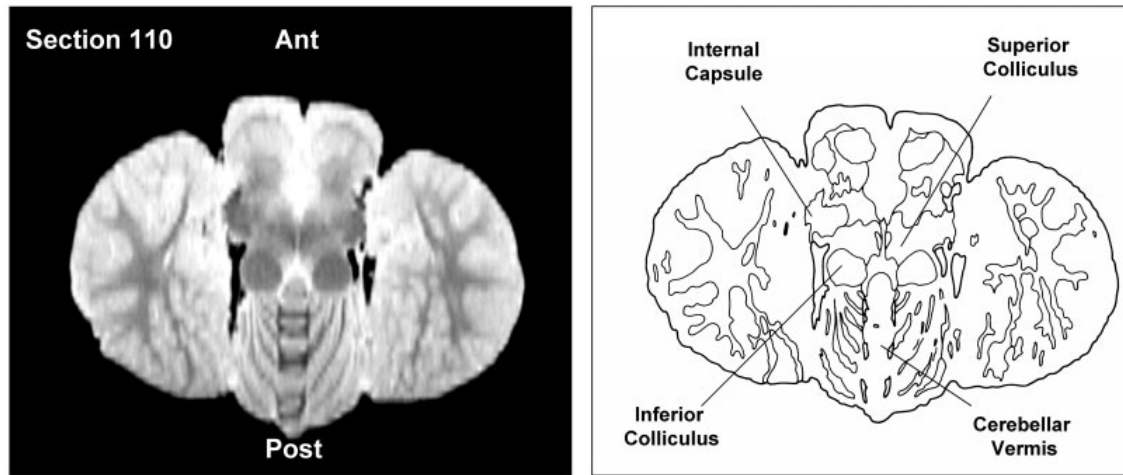 Section 110
Ant
Post
Internal
Capsule
Superior
Colliculus
Inferior
Colliculus
Cerebellar
Vermis